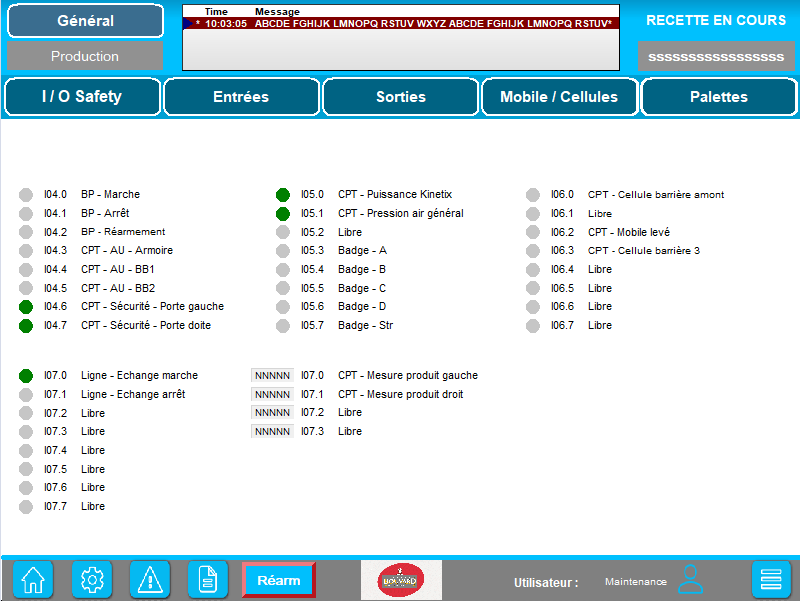 Général
Time Message
* 10:03:05 ABCDE FGHIJK LMNOPQ RSTUV WXYZ ABCDE FGHIJK LMNOPQ RSTUV*
RECETTE EN COURS
Production
sssssssssssssssss
I / O Safety
Entrées
Sorties
Mobile / Cellules
Palettes
I04.0 BP - Marche
I04.1 BP - Arrêt
I04.2 BP - Réarmement
I04.3 CPT - AU - Armoire
I04.4 CPT - AU - BB1
I04.5 CPT - AU - BB2
I04.6 CPT - Sécurité - Porte gauche
I04.7 CPT - Sécurité - Porte doite
I05.0 CPT - Puissance Kinetix
I05.1 CPT - Pression air général
I05.2 Libre
I05.3 Badge - A
I05.4 Badge - B
I05.5 Badge - C
I05.6 Badge - D
I05.7 Badge - Str
I06.0 CPT - Cellule barrière amont
I06.1 Libre
I06.2 CPT - Mobile levé
I06.3 CPT - Cellule barrière 3
I06.4 Libre
I06.5 Libre
I06.6 Libre
I06.7 Libre
I07.0 Ligne - Echange marche
I07.1 Ligne - Echange arrêt
I07.2 Libre
I07.3 Libre
I07.4 Libre
I07.5 Libre
I07.6 Libre
I07.7 Libre
NNNNN I07.0 CPT - Mesure produit gauche
NNNNN I07.1 CPT - Mesure produit droit
NNNNN I07.2 Libre
NNNNN I07.3 Libre
Réarm
BOUVARD
Utilisateur :
Maintenance